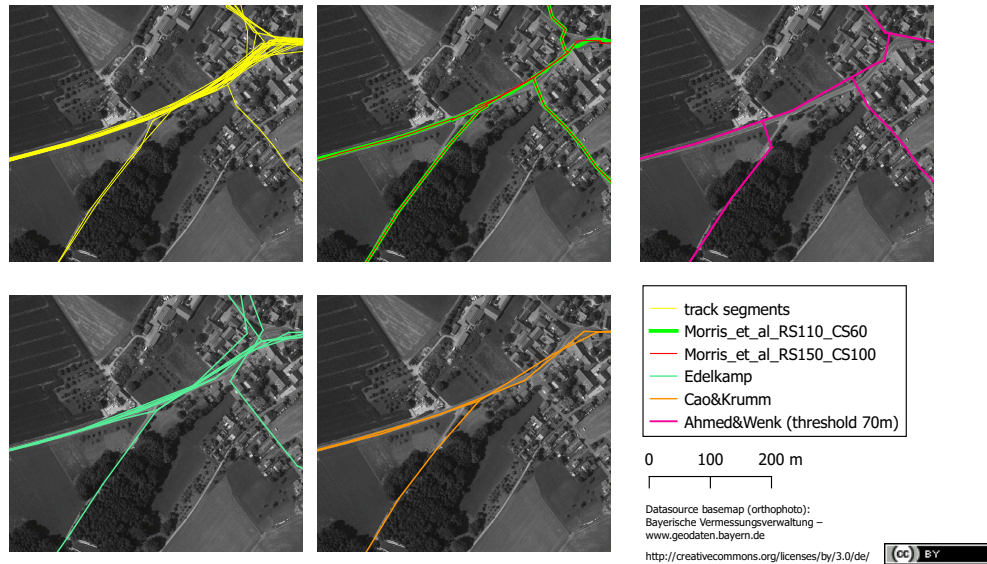 track segments
Morris_et_al_RS110_CS60
Morris_et_al_RS150_CS100
Edelkamp
Cao&Krumm
Ahmed&Wenk (threshold 70m)
0 100 200 m
Datasource basemap (orthophoto):
Bayerische Vermessungsverwaltung –
www.geodaten.bayern.de
http://creativecommons.org/licenses/by/3.0/de/
cc BY